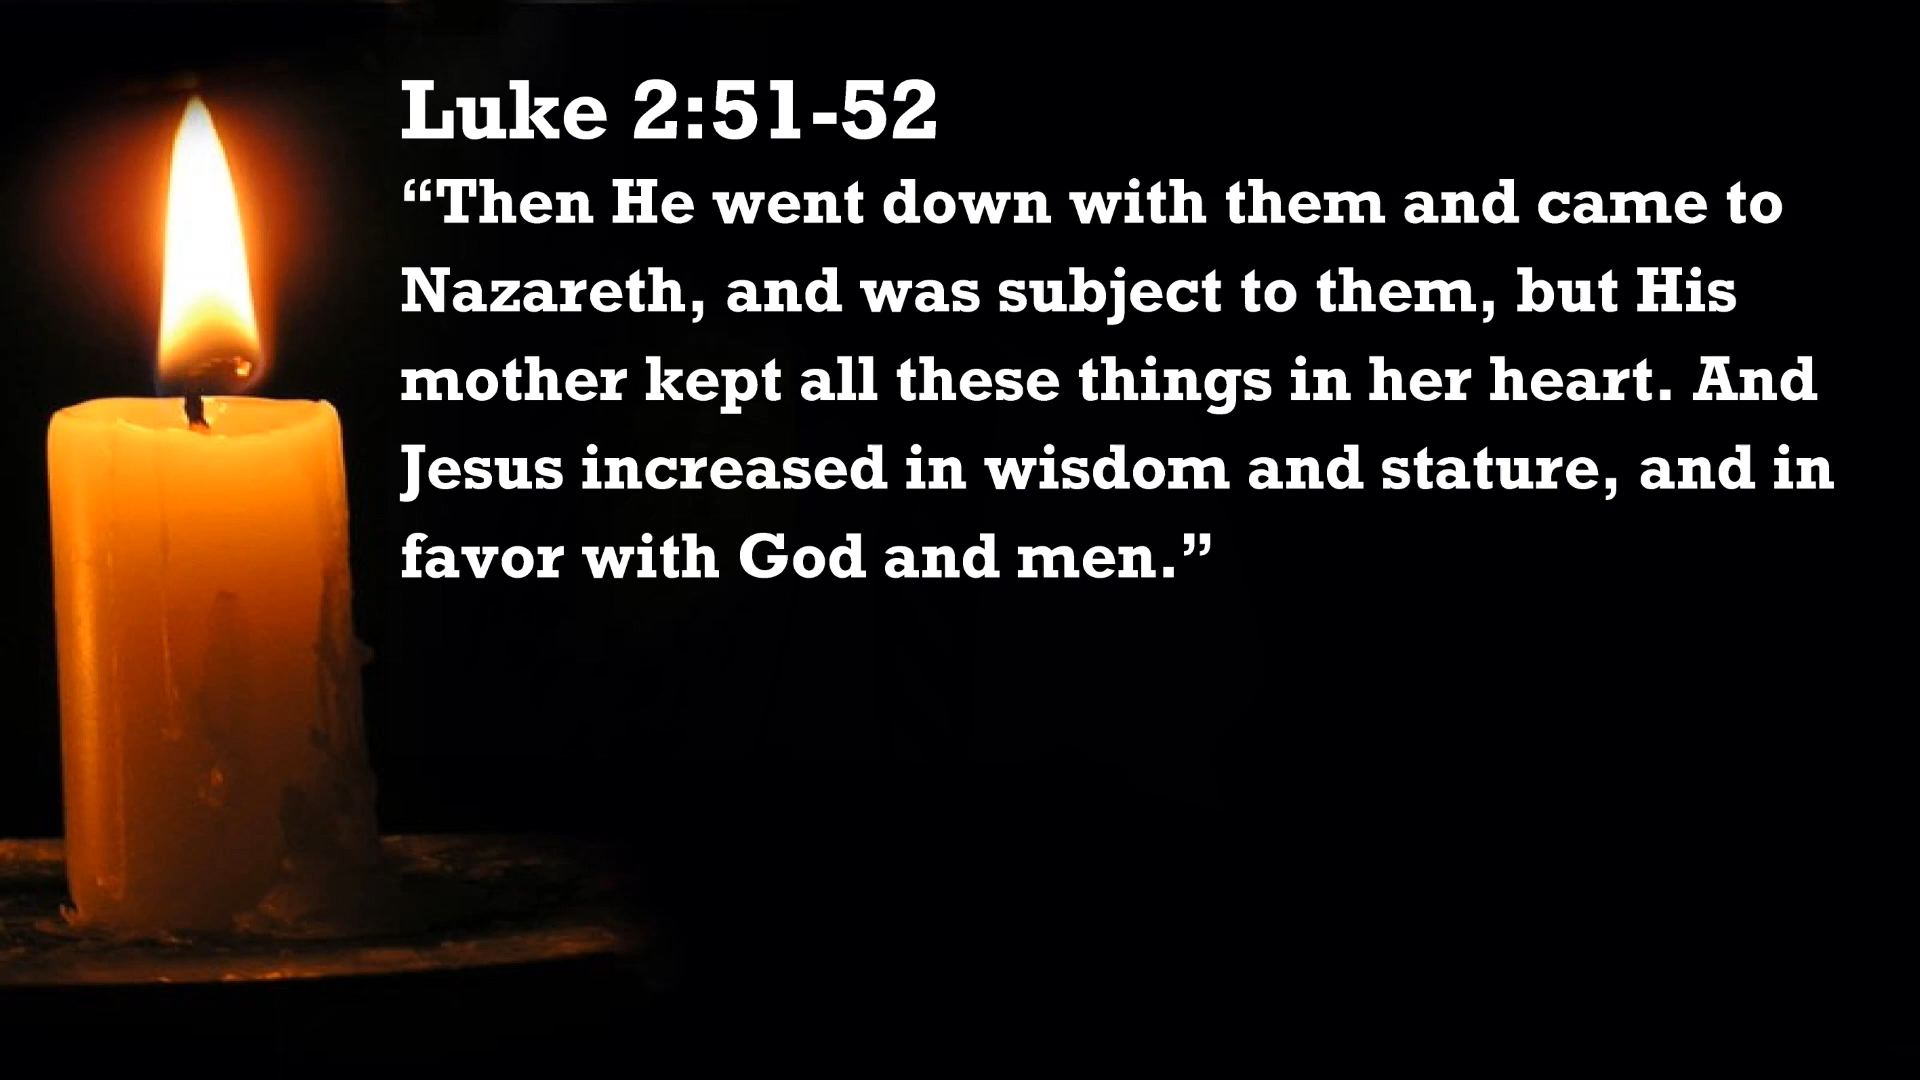 Luke 2:51-52
“Then He went down with them and came to
Nazareth, and was subject to them, but His
mother kept all these things in her heart. And
Jesus increased in wisdom and stature, and in
favor with God and men.”